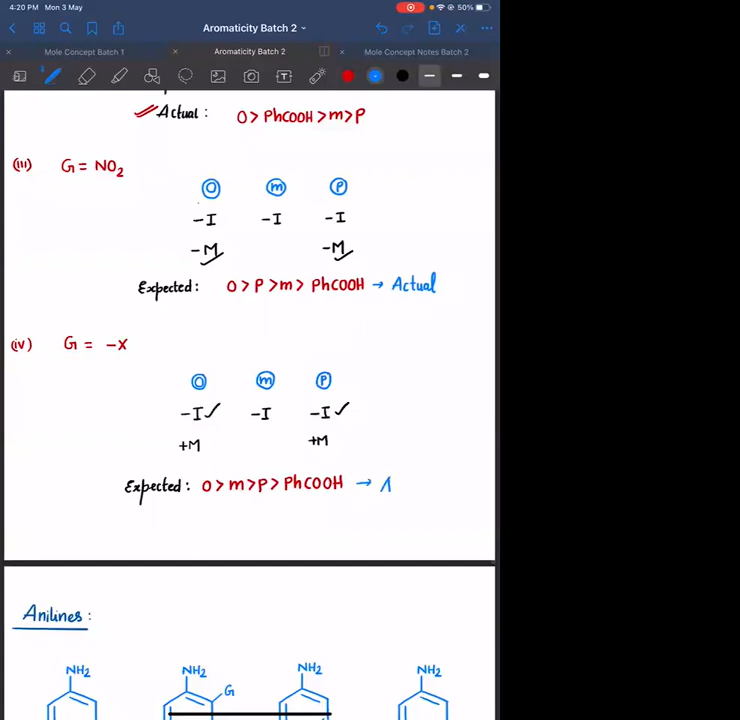 4:20 PM Mon 3 May 50%
Aromaticity Batch 2
Mole Concept Batch 1 Aromaticity Batch 2 Mole Concept Notes Batch 2
Actual : O > PhCOOH > m > P
(iii) G = NO2
O m P
-I -I -I
-M -M
Expected : O > P > m > PhCOOH → Actual
(iv) G = -X
O m P
-I✓ -I -I✓
+M +M
Expected : O > m > P > PhCOOH →
Anilines :
NH2 NH2 NH2 NH2
G